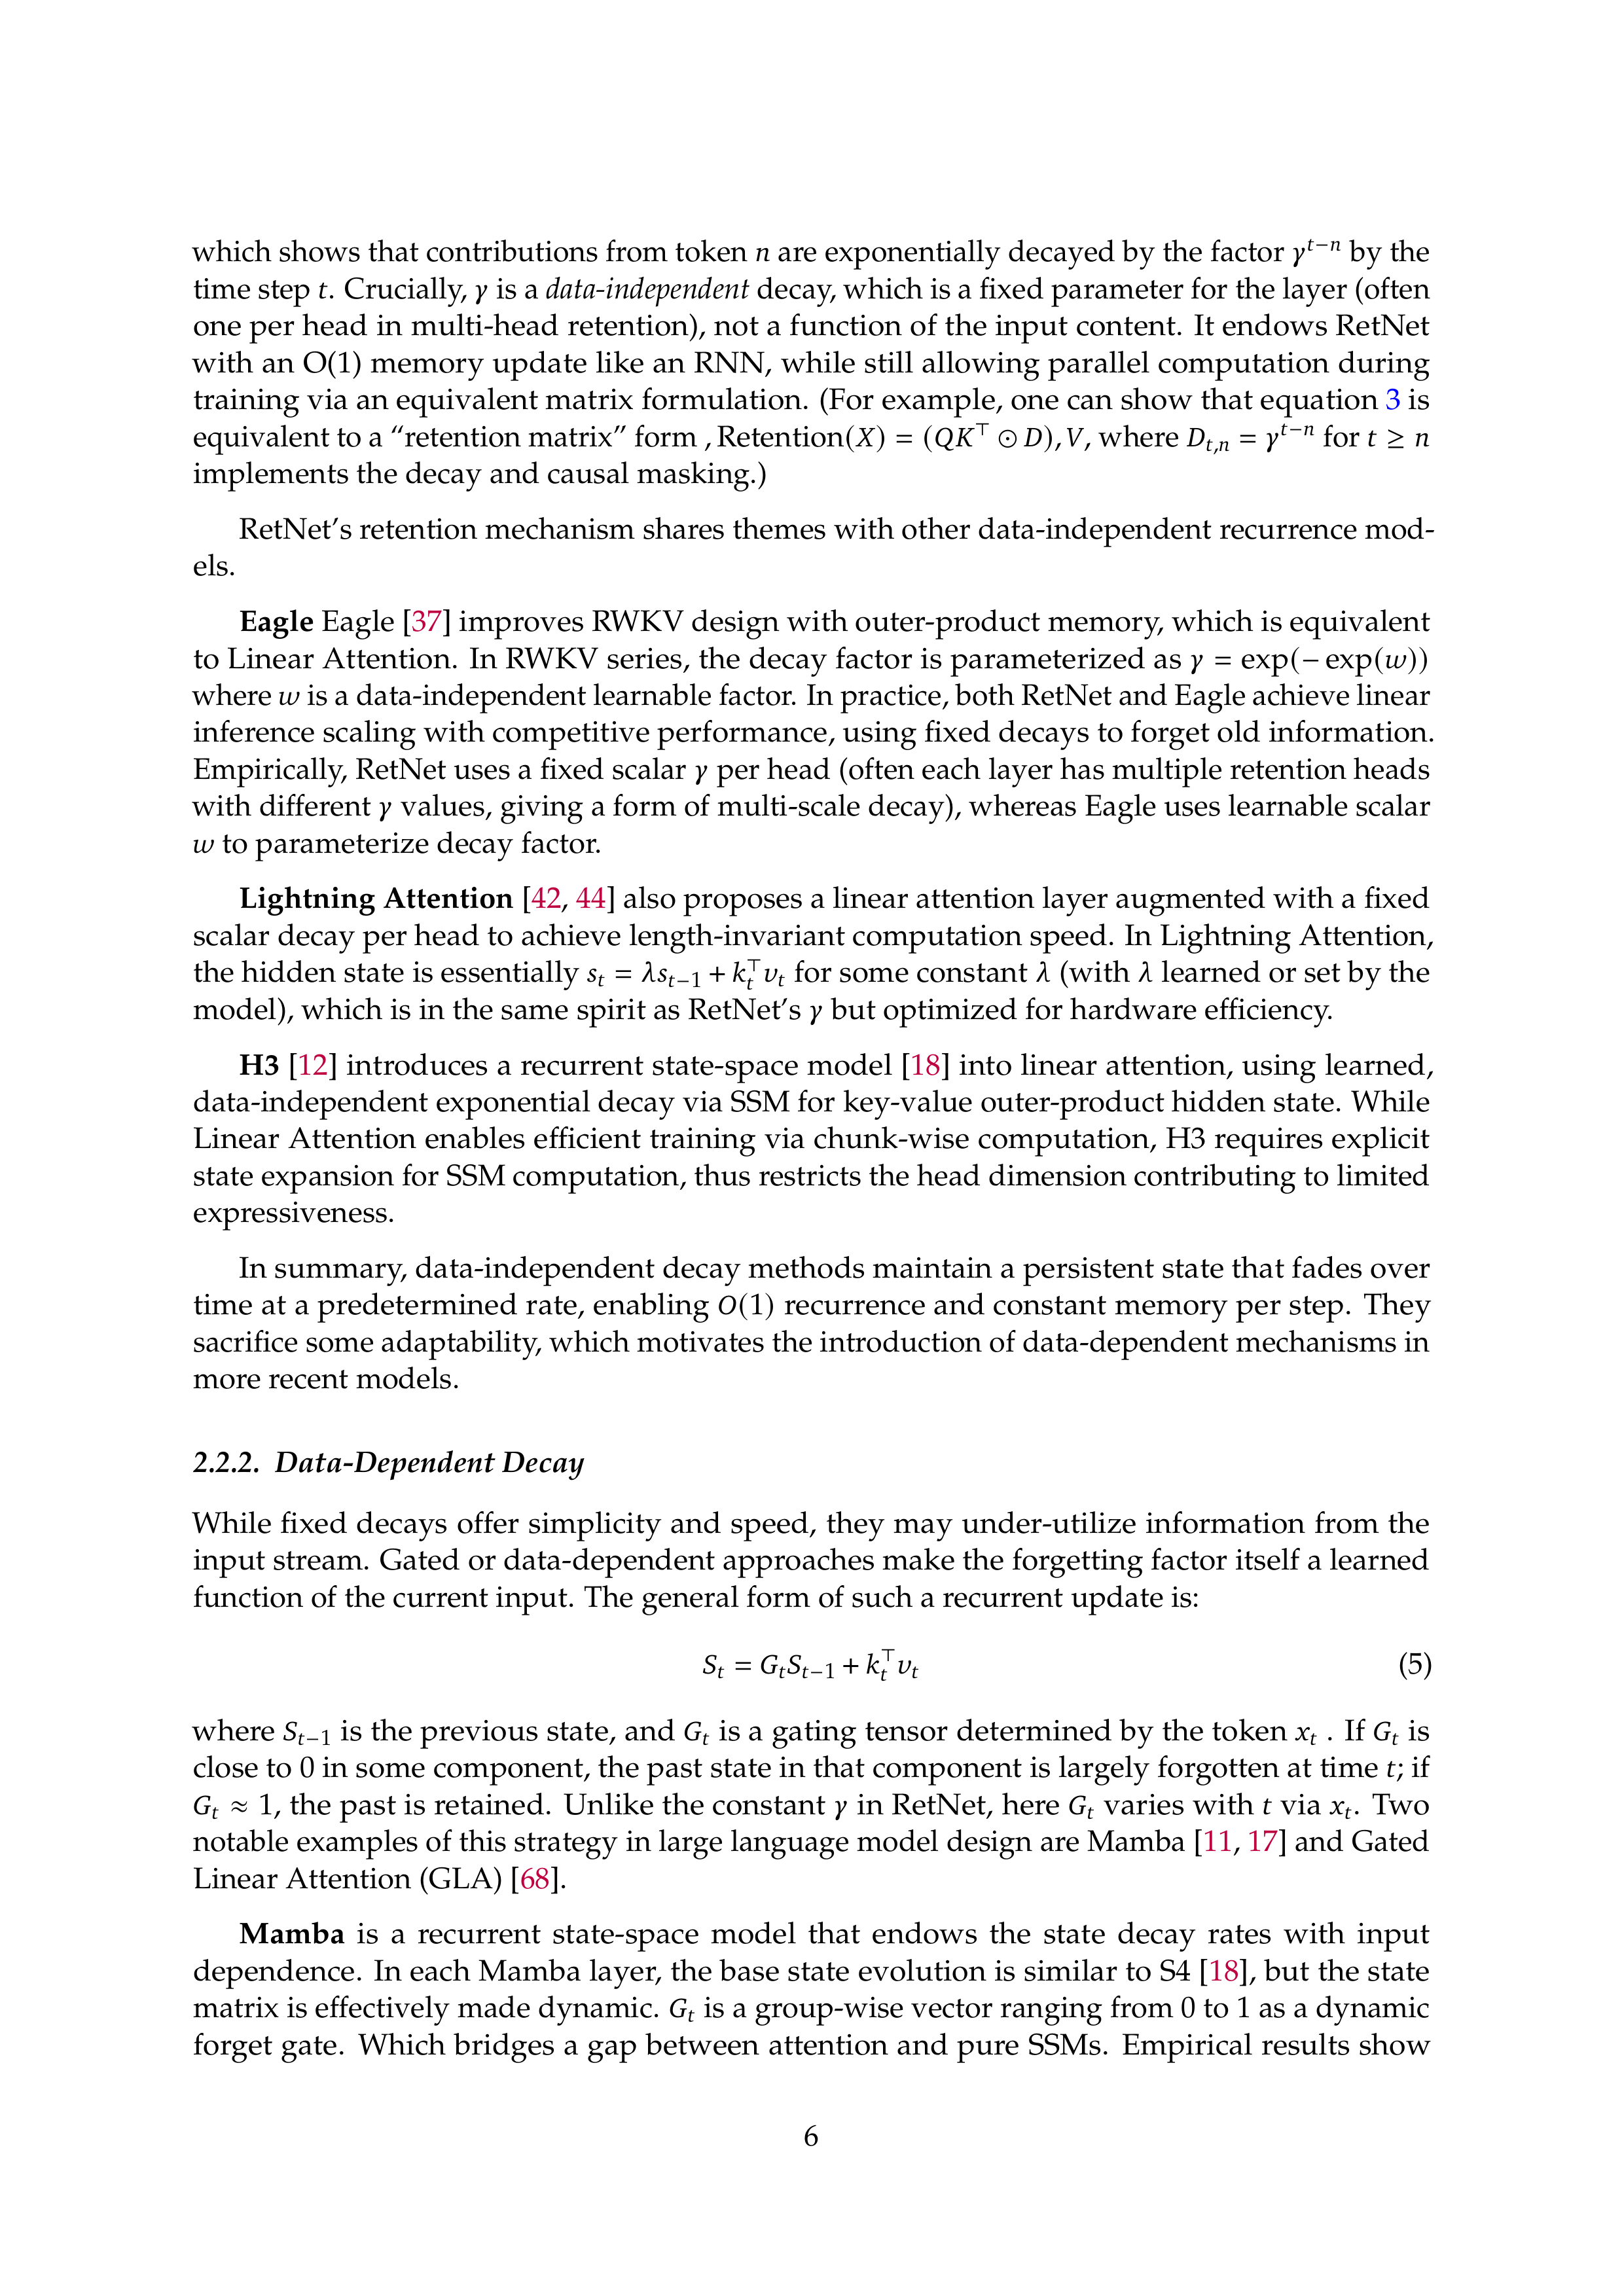 which shows that contributions from token n are exponentially decayed by the factor γ^{t−n} by the
time step t. Crucially, γ is a data-independent decay, which is a fixed parameter for the layer (often
one per head in multi-head retention), not a function of the input content. It endows RetNet
with an O(1) memory update like an RNN, while still allowing parallel computation during
training via an equivalent matrix formulation. (For example, one can show that equation 3 is
equivalent to a “retention matrix” form , Retention(X) = (QK^⊤ ⊙ D), V, where D_{t,n} = γ^{t−n} for t ≥ n
implements the decay and causal masking.)
RetNet’s retention mechanism shares themes with other data-independent recurrence mod-
els.
Eagle Eagle [37] improves RWKV design with outer-product memory, which is equivalent
to Linear Attention. In RWKV series, the decay factor is parameterized as γ = exp(− exp(w))
where w is a data-independent learnable factor. In practice, both RetNet and Eagle achieve linear
inference scaling with competitive performance, using fixed decays to forget old information.
Empirically, RetNet uses a fixed scalar γ per head (often each layer has multiple retention heads
with different γ values, giving a form of multi-scale decay), whereas Eagle uses learnable scalar
w to parameterize decay factor.
Lightning Attention [42, 44] also proposes a linear attention layer augmented with a fixed
scalar decay per head to achieve length-invariant computation speed. In Lightning Attention,
the hidden state is essentially s_t = λs_{t−1} + k_t^⊤ v_t for some constant λ (with λ learned or set by the
model), which is in the same spirit as RetNet’s γ but optimized for hardware efficiency.
H3 [12] introduces a recurrent state-space model [18] into linear attention, using learned,
data-independent exponential decay via SSM for key-value outer-product hidden state. While
Linear Attention enables efficient training via chunk-wise computation, H3 requires explicit
state expansion for SSM computation, thus restricts the head dimension contributing to limited
expressiveness.
In summary, data-independent decay methods maintain a persistent state that fades over
time at a predetermined rate, enabling O(1) recurrence and constant memory per step. They
sacrifice some adaptability, which motivates the introduction of data-dependent mechanisms in
more recent models.
2.2.2. Data-Dependent Decay
While fixed decays offer simplicity and speed, they may under-utilize information from the
input stream. Gated or data-dependent approaches make the forgetting factor itself a learned
function of the current input. The general form of such a recurrent update is:
S_t = G_t S_{t−1} + k_t^⊤ v_t (5)
where S_{t−1} is the previous state, and G_t is a gating tensor determined by the token x_t . If G_t is
close to 0 in some component, the past state in that component is largely forgotten at time t; if
G_t ≈ 1, the past is retained. Unlike the constant γ in RetNet, here G_t varies with t via x_t. Two
notable examples of this strategy in large language model design are Mamba [11, 17] and Gated
Linear Attention (GLA) [68].
Mamba is a recurrent state-space model that endows the state decay rates with input
dependence. In each Mamba layer, the base state evolution is similar to S4 [18], but the state
matrix is effectively made dynamic. G_t is a group-wise vector ranging from 0 to 1 as a dynamic
forget gate. Which bridges a gap between attention and pure SSMs. Empirical results show
6